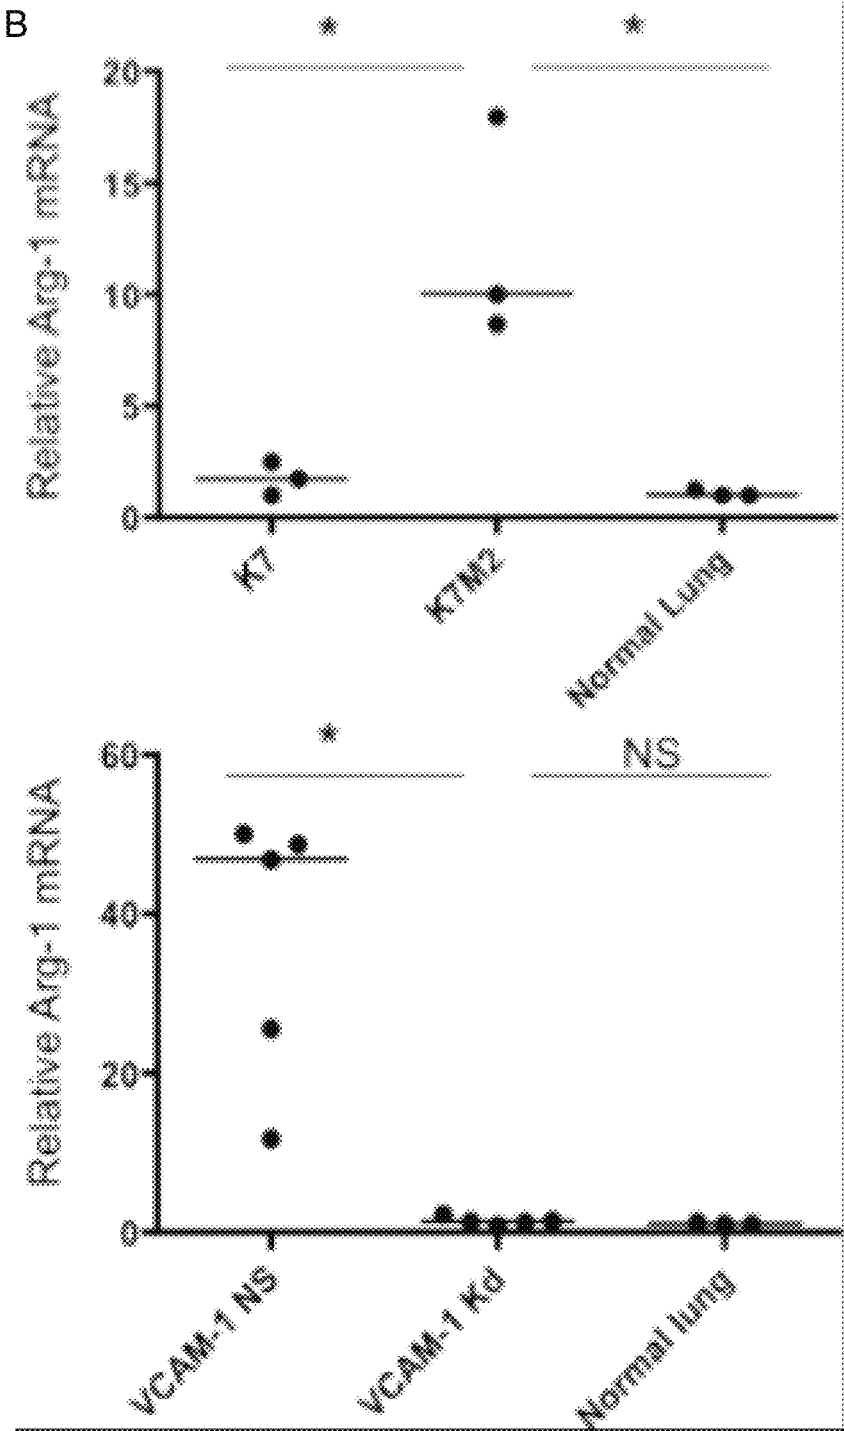 B
*
*
Relative Arg-1 mRNA
20
15
10
5
0
K7
K7M2
Normal Lung
*
NS
Relative Arg-1 mRNA
60
40
20
0
VCAM-1 NS
VCAM-1 Kd
Normal lung